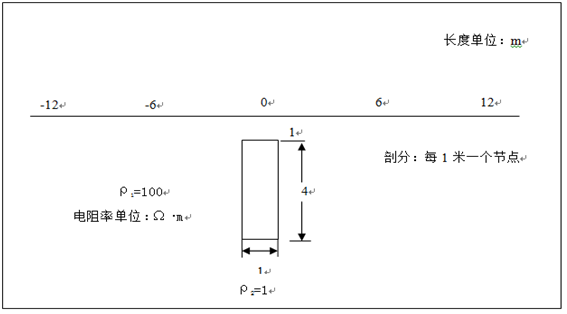 长度单位：m↵
-12↵ -6↵ 0↵ 6↵ 12↵
1↵
剖分：每 1 米一个节点↵
ρ₁=100↵
4↵
电阻率单位：Ω ·m↵
1↵
ρ₂=1↵